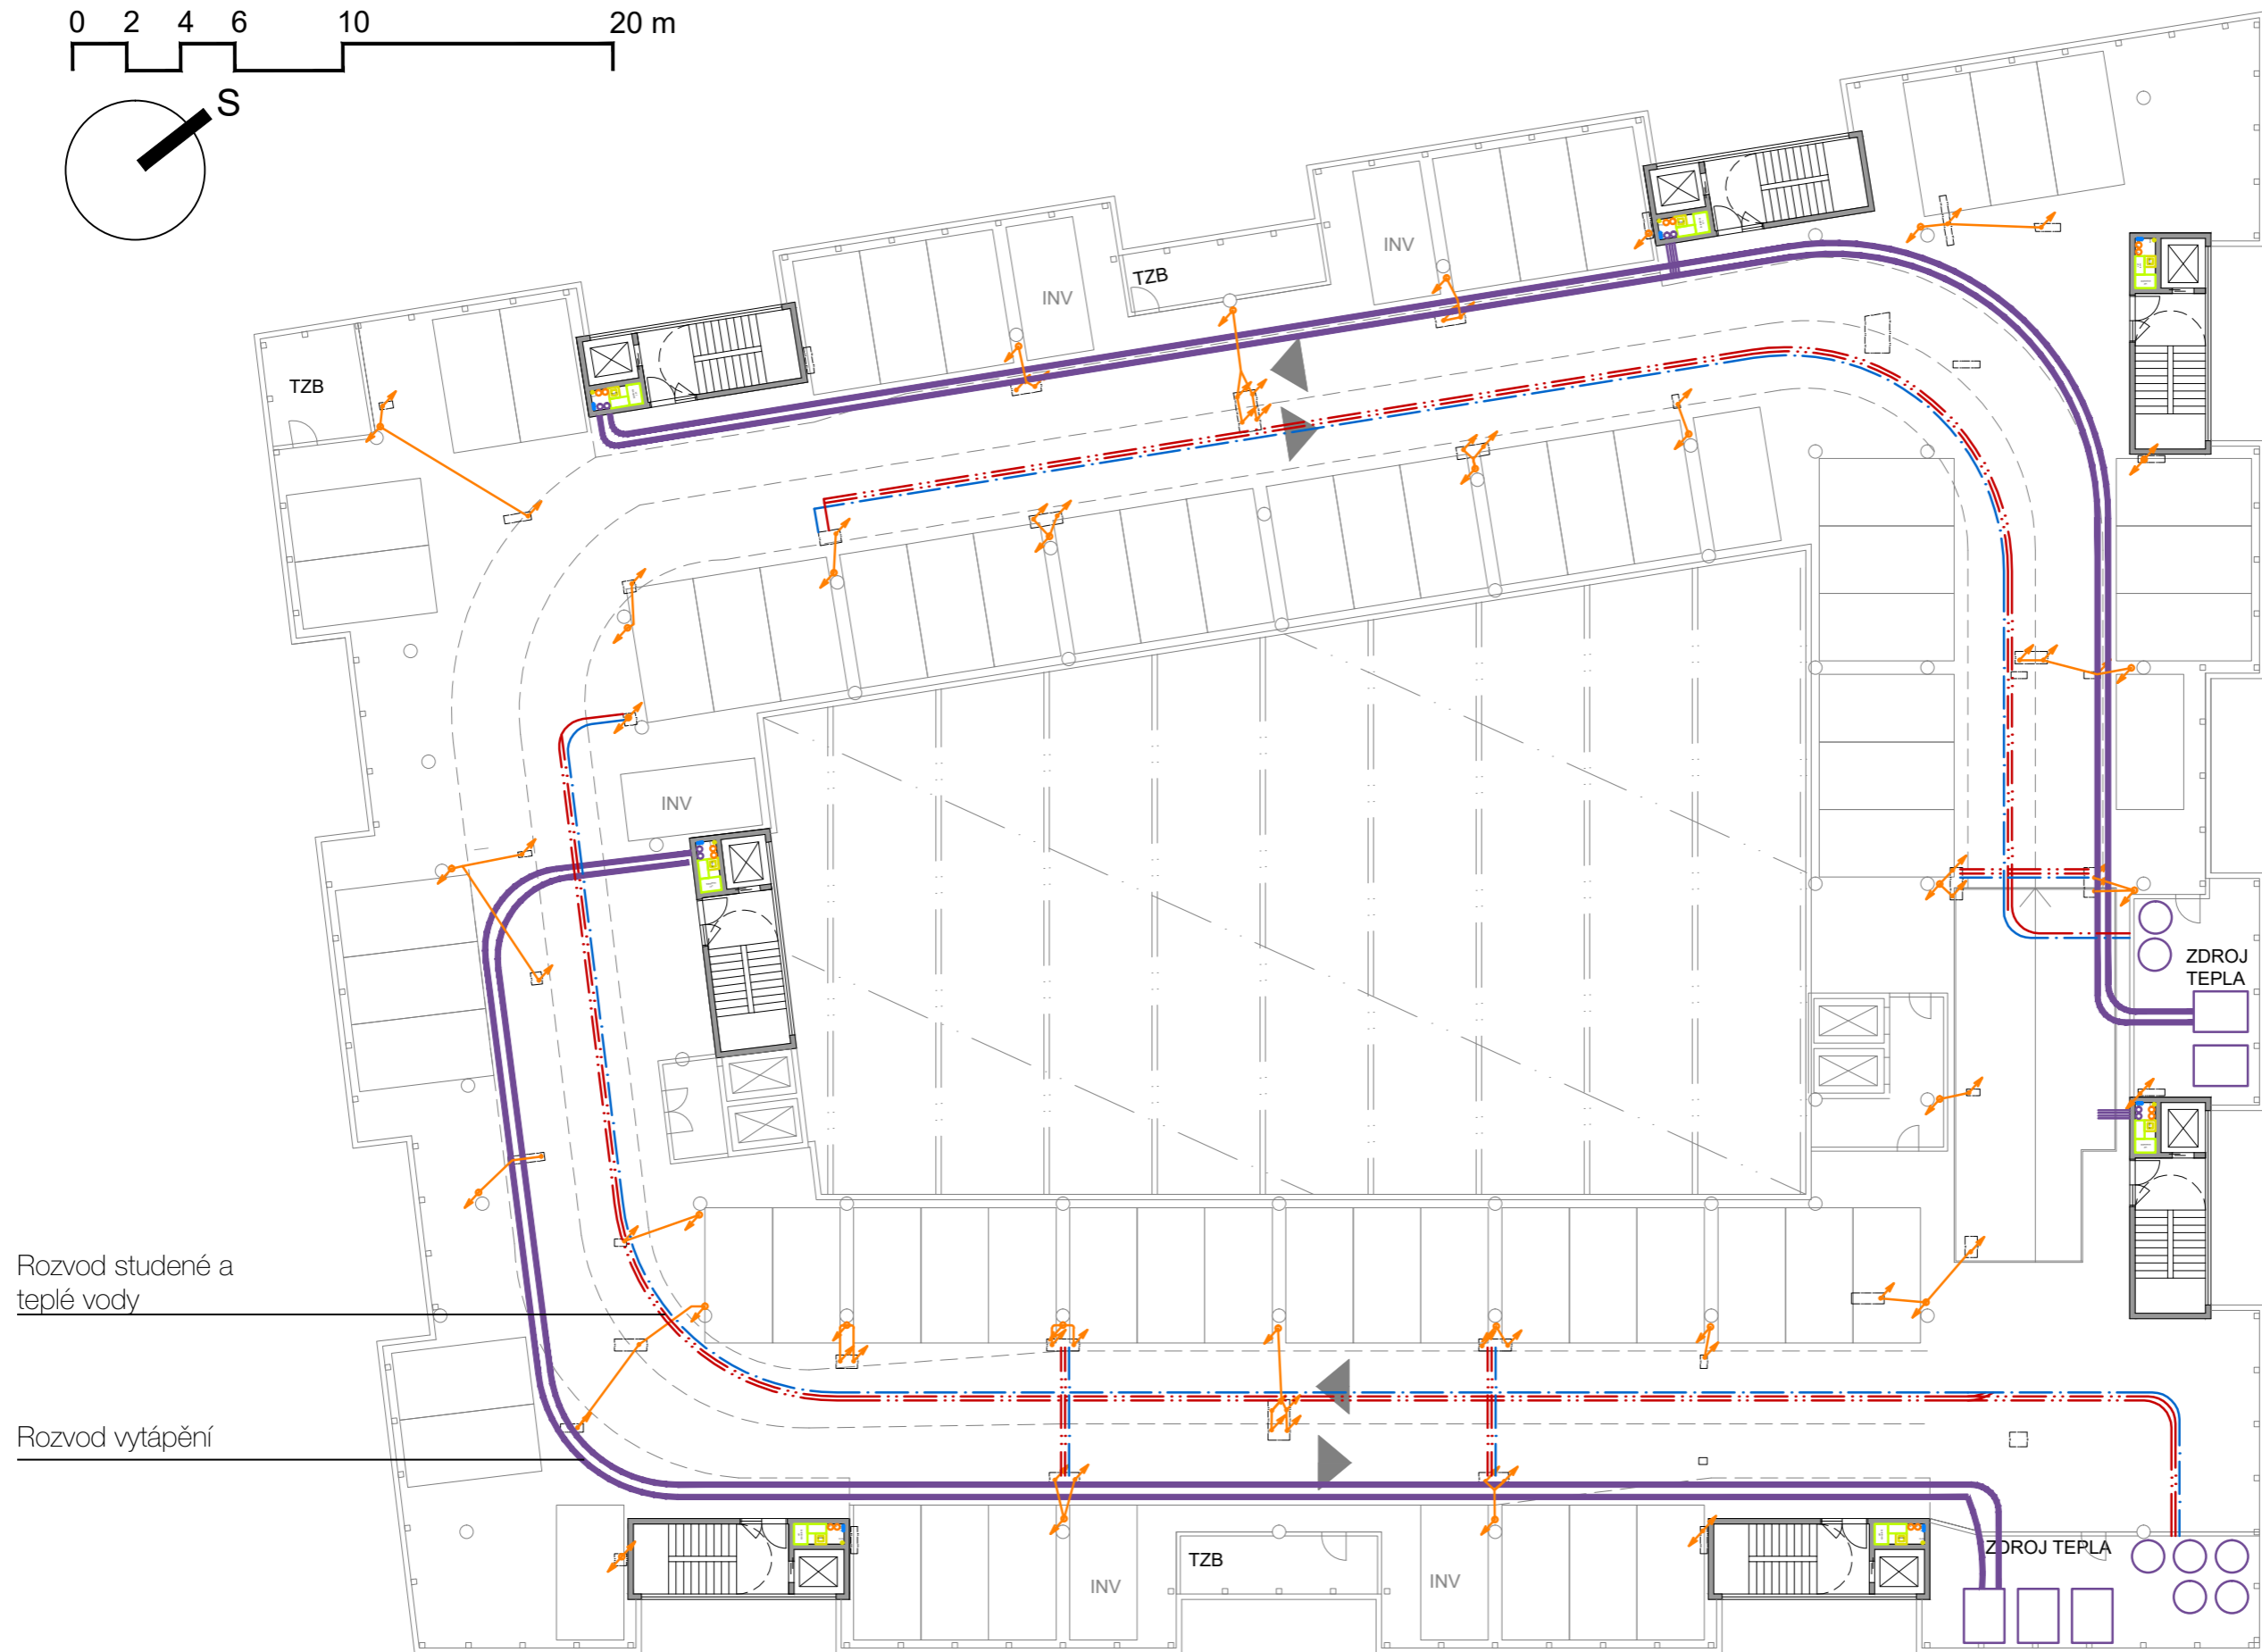 0 2 4 6 10 20 m
S
INV
TZB
INV
TZB
INV
ZDROJ
TEPLA
Rozvod studené a
teplé vody
Rozvod vytápění
TZB
ZDROJ TEPLA
INV
INV